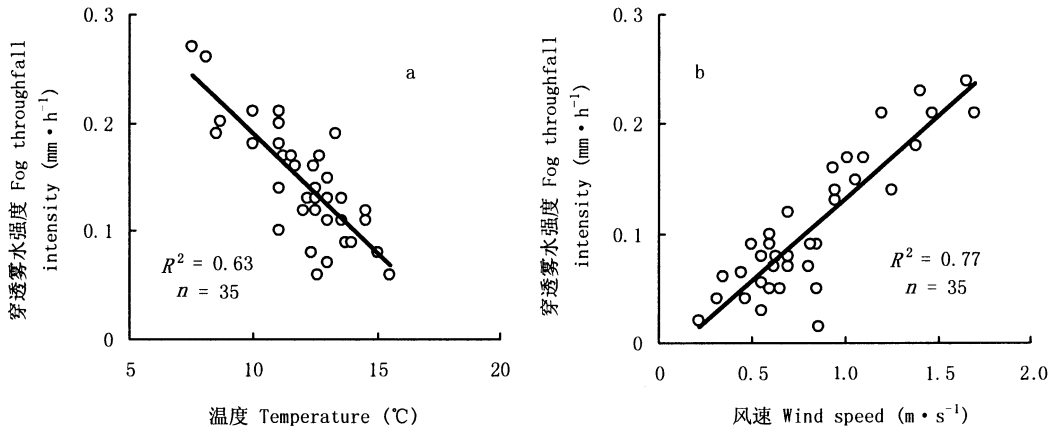 穿透雾水强度 Fog throughfall
intensity (mm·h⁻¹)
0.3
0.2
0.1
0
5
10
15
20
a
R² = 0.63
n = 35
温度 Temperature (℃)
穿透雾水强度 Fog throughfall
intensity (mm·h⁻¹)
0.3
0.2
0.1
0
0
0.5
1.0
1.5
2.0
b
R² = 0.77
n = 35
风速 Wind speed (m·s⁻¹)